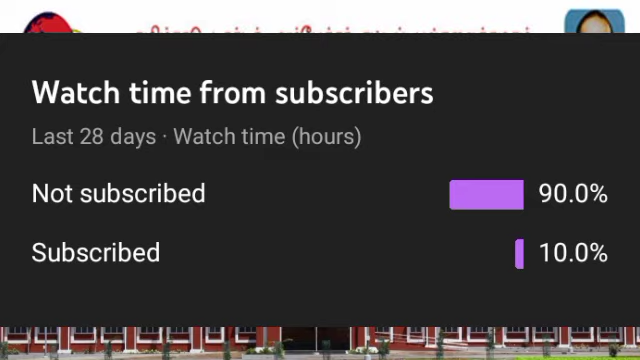 Watch time from subscribers
Last 28 days · Watch time (hours)
Not subscribed 90.0%
Subscribed 10.0%